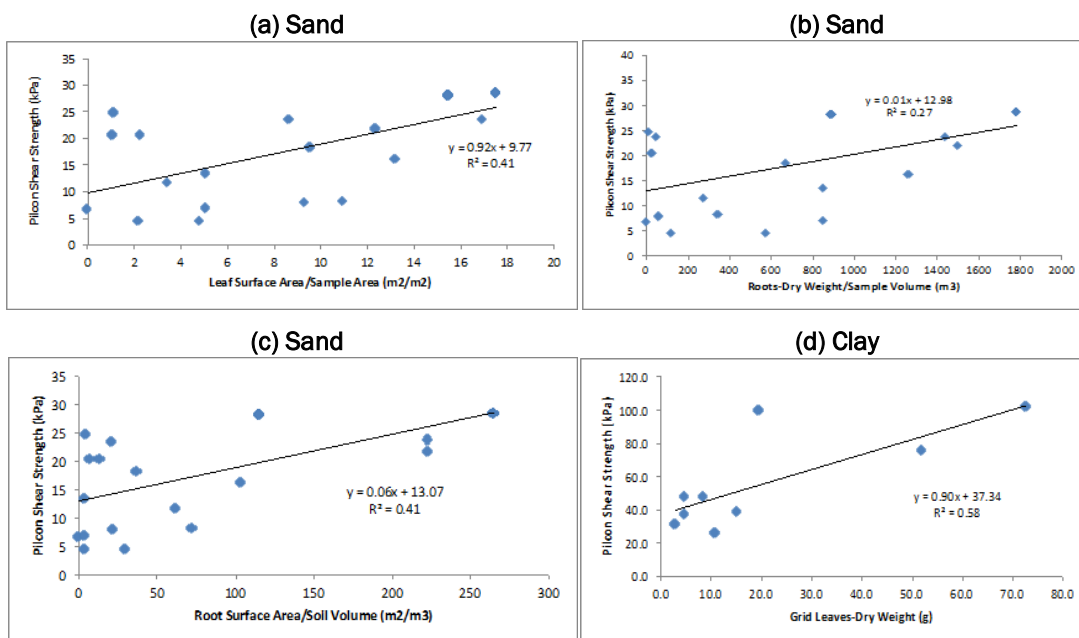 (a) Sand
Pilcon Shear Strength (kPa)
35
30
25
20
15
10
5
0
y = 0.92x + 9.77
R² = 0.41
0 2 4 6 8 10 12 14 16 18 20
Leaf Surface Area/Sample Area (m2/m2)
(b) Sand
Pilcon Shear Strength (kPa)
40
35
30
25
20
15
10
5
0
y = 0.01x + 12.98
R² = 0.27
0 200 400 600 800 1000 1200 1400 1600 1800 2000
Roots-Dry Weight/Sample Volume (m3)
(c) Sand
Pilcon Shear Strength (kPa)
35
30
25
20
15
10
5
0
y = 0.06x + 13.07
R² = 0.41
0 50 100 150 200 250 300
Root Surface Area/Soil Volume (m2/m3)
(d) Clay
Pilcon Shear Strength (kPa)
120.0
100.0
80.0
60.0
40.0
20.0
0.0
y = 0.90x + 37.34
R² = 0.58
0.0 10.0 20.0 30.0 40.0 50.0 60.0 70.0 80.0
Grid Leaves-Dry Weight (g)